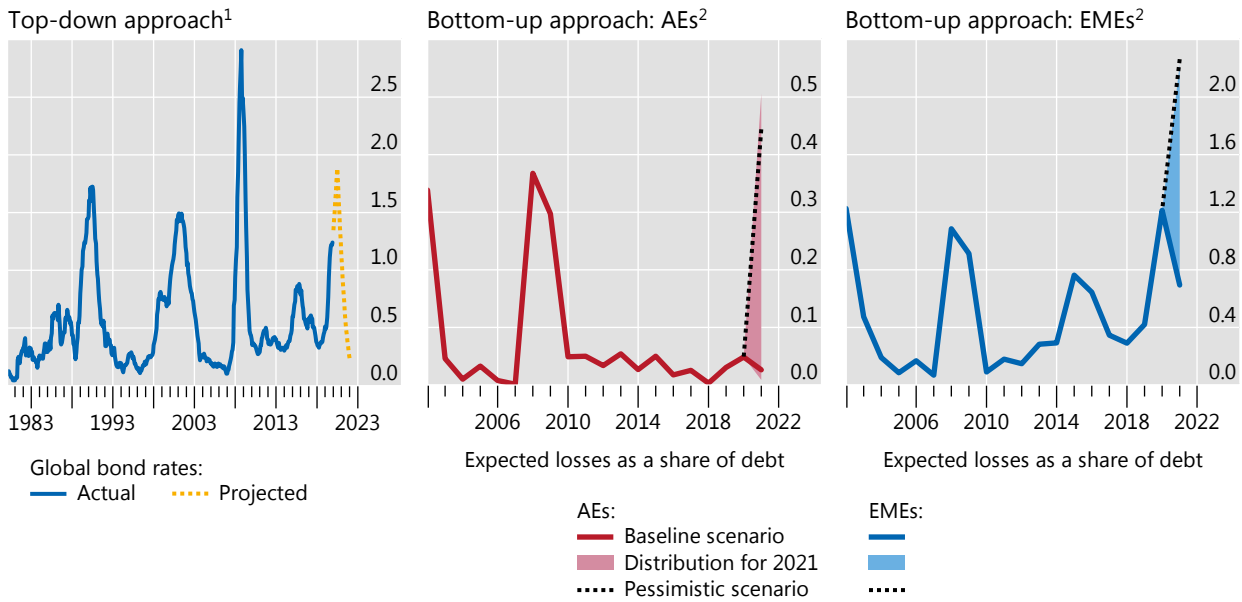 Top-down approach¹
2.5
2.0
1.5
1.0
0.5
0.0
1983 1993 2003 2013 2023
Global bond rates:
Actual Projected
Bottom-up approach: AEs²
0.5
0.4
0.3
0.2
0.1
0.0
2006 2010 2014 2018 2022
Expected losses as a share of debt
Bottom-up approach: EMEs²
2.0
1.6
1.2
0.8
0.4
0.0
2006 2010 2014 2018 2022
Expected losses as a share of debt
AEs: EMEs:
Baseline scenario
Distribution for 2021
Pessimistic scenario